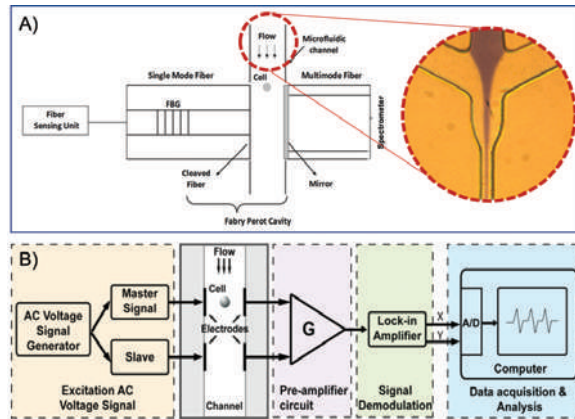 A)
Flow
Microfluidic
channel
Single Mode Fiber
Cell
Multimode Fiber
FBG
Fiber
Sensing Unit
Spectrometer
Cleaved
Fiber
Mirror
Fabry Perot Cavity
B)
Flow
Cell
AC Voltage
Signal
Generator
Master
Signal
Slave
Electrodes
G
Lock-in
Amplifier
X
Y
A/D
Computer
Excitation AC
Voltage Signal
Channel
Pre-amplifier
circuit
Signal
Demodulation
Data acquisition &
Analysis